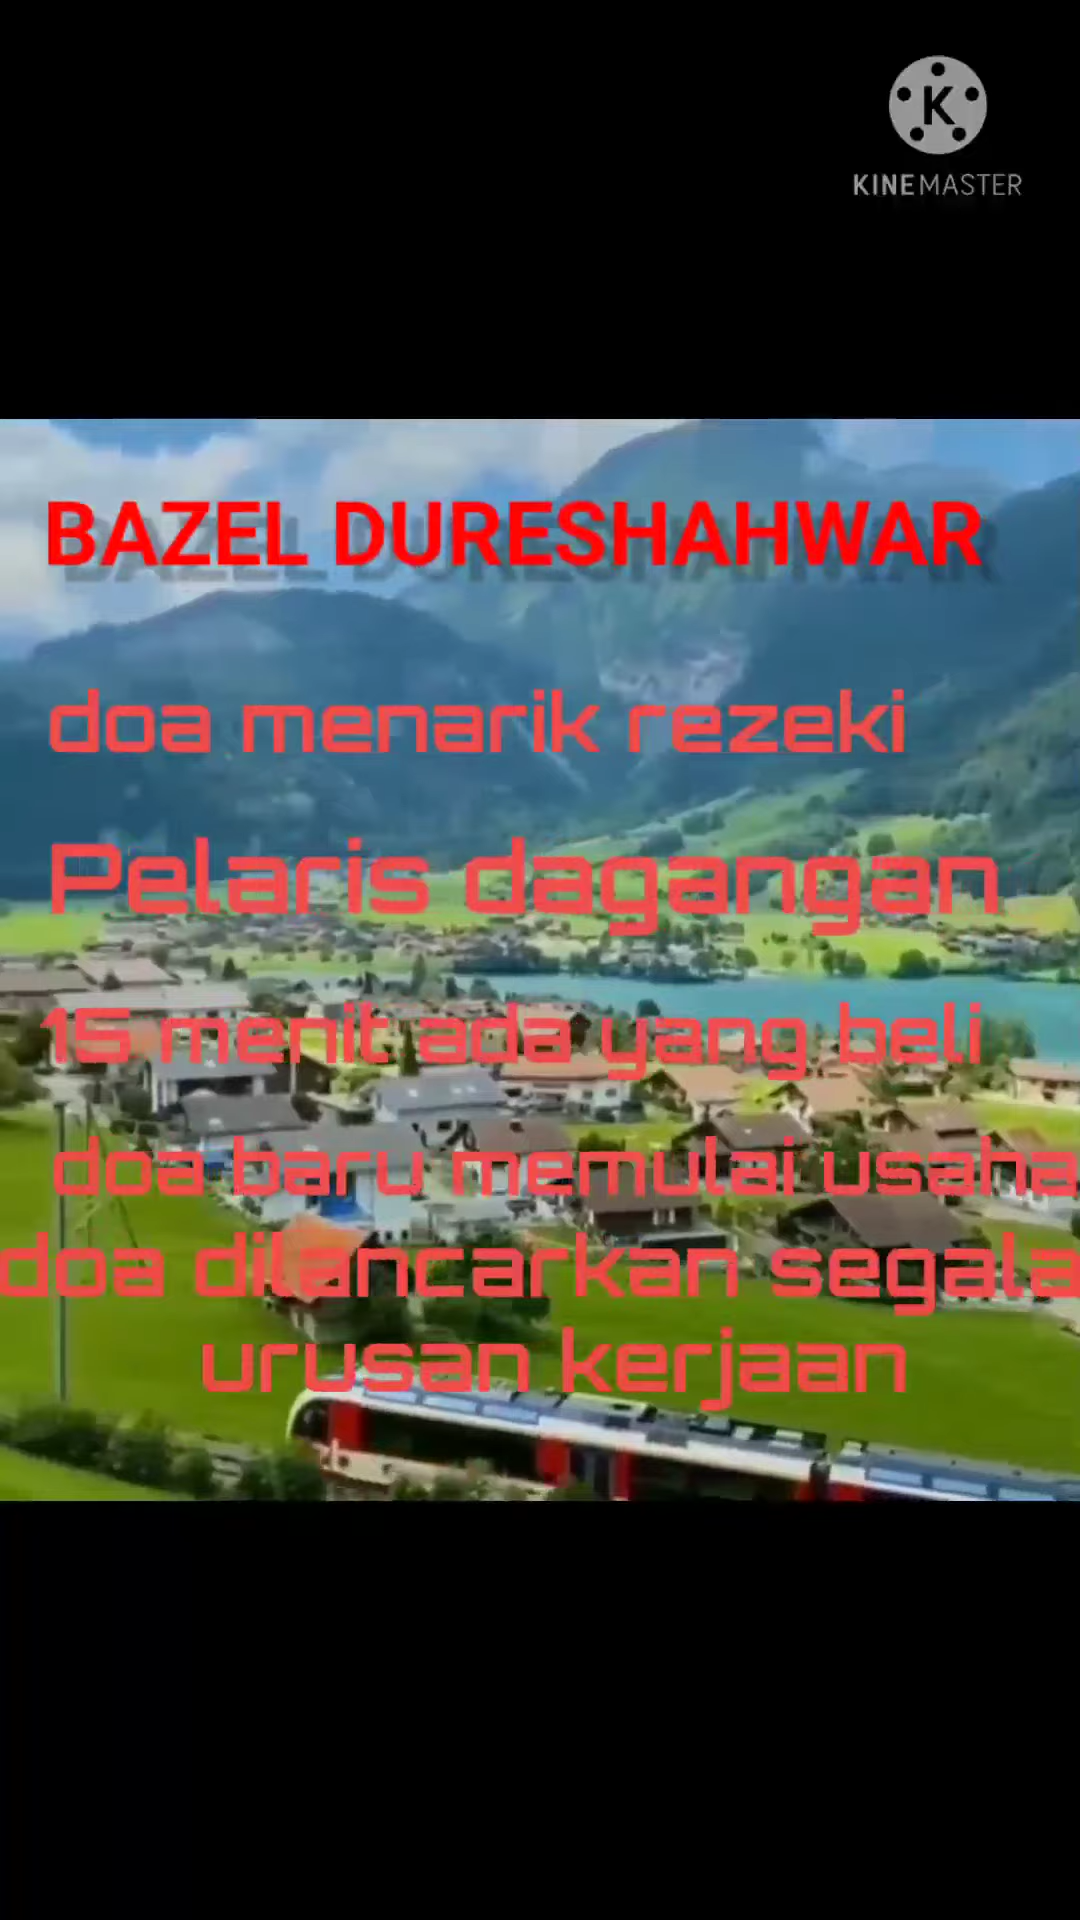 K
KINEMASTER
BAZEL DURESHAHWAR
doa menarik rezeki
Pelaris dagangan
15 menit ada yang beli
doa baru memulai usaha
doa dilancarkan segala
urusan kerjaan